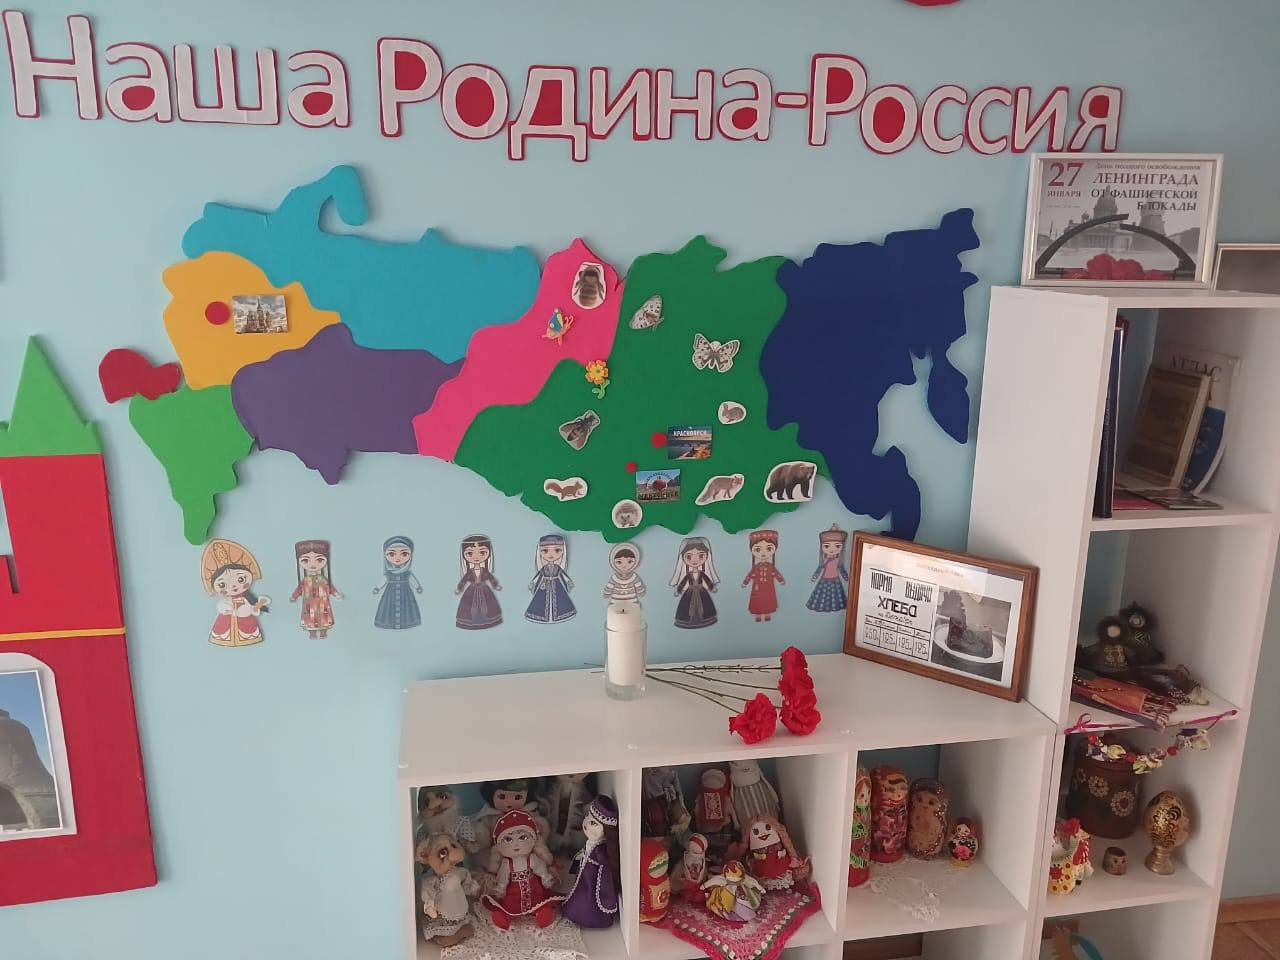 Наша Родина-Россия
27
ЯНВАРЯ
День полного освобождения
ЛЕНИНГРАДА
ОТ ФАШИСТСКОЙ
БЛОКАДЫ
АТЛАС
КРАСНОЯРСК
НОРМА ВЫДАЧИ
ХЛЕБА